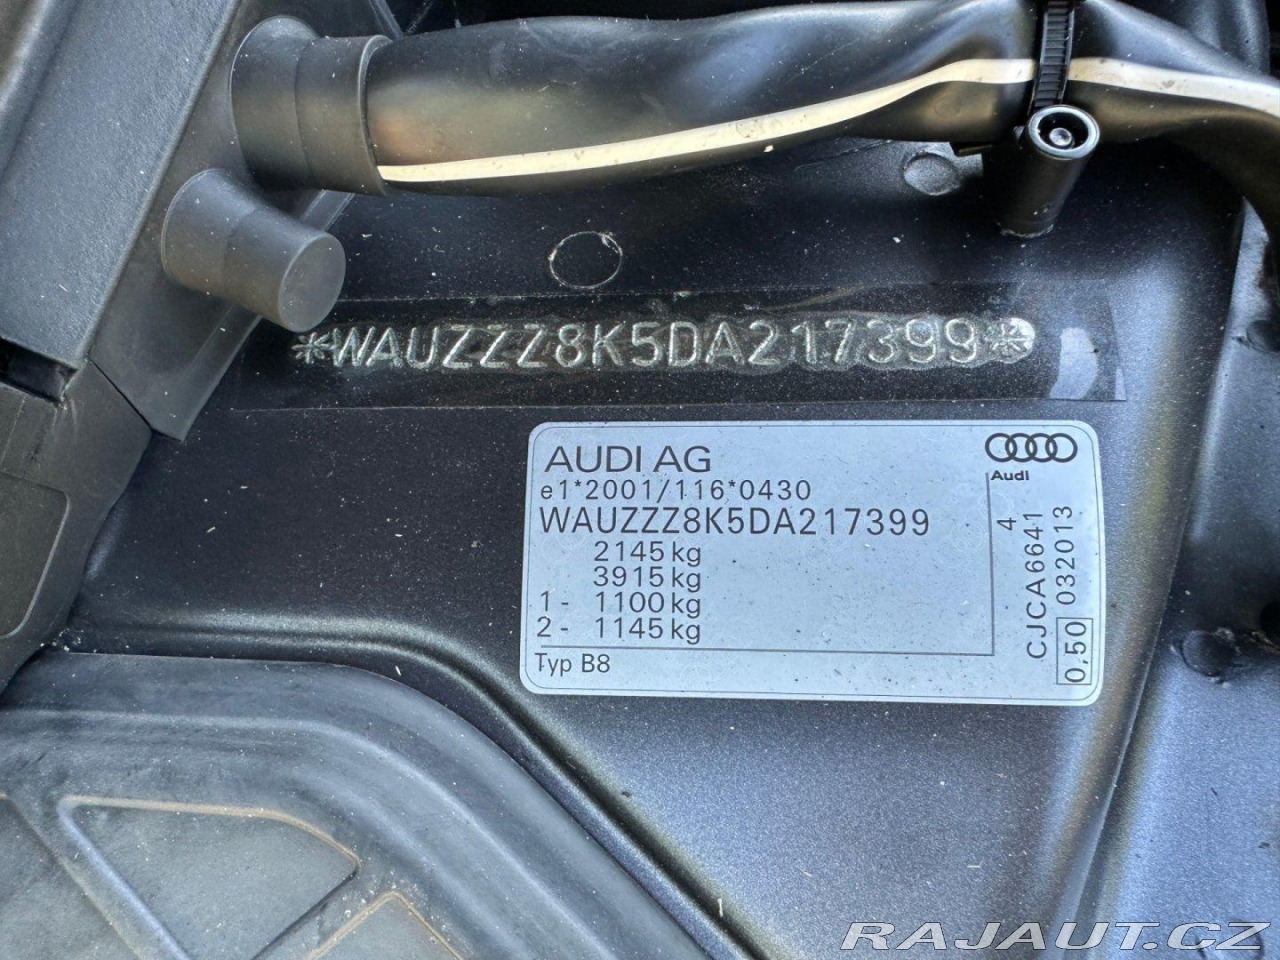 *WAUZZZ8K5DA217399*
AUDI AG
Audi
e1*2001/116*0430
WAUZZZ8K5DA217399
2145 kg
3915 kg
1 - 1100 kg
2 - 1145 kg
Typ B8
4
CJCA6641
0,50 032013
RAJAUT.CZ